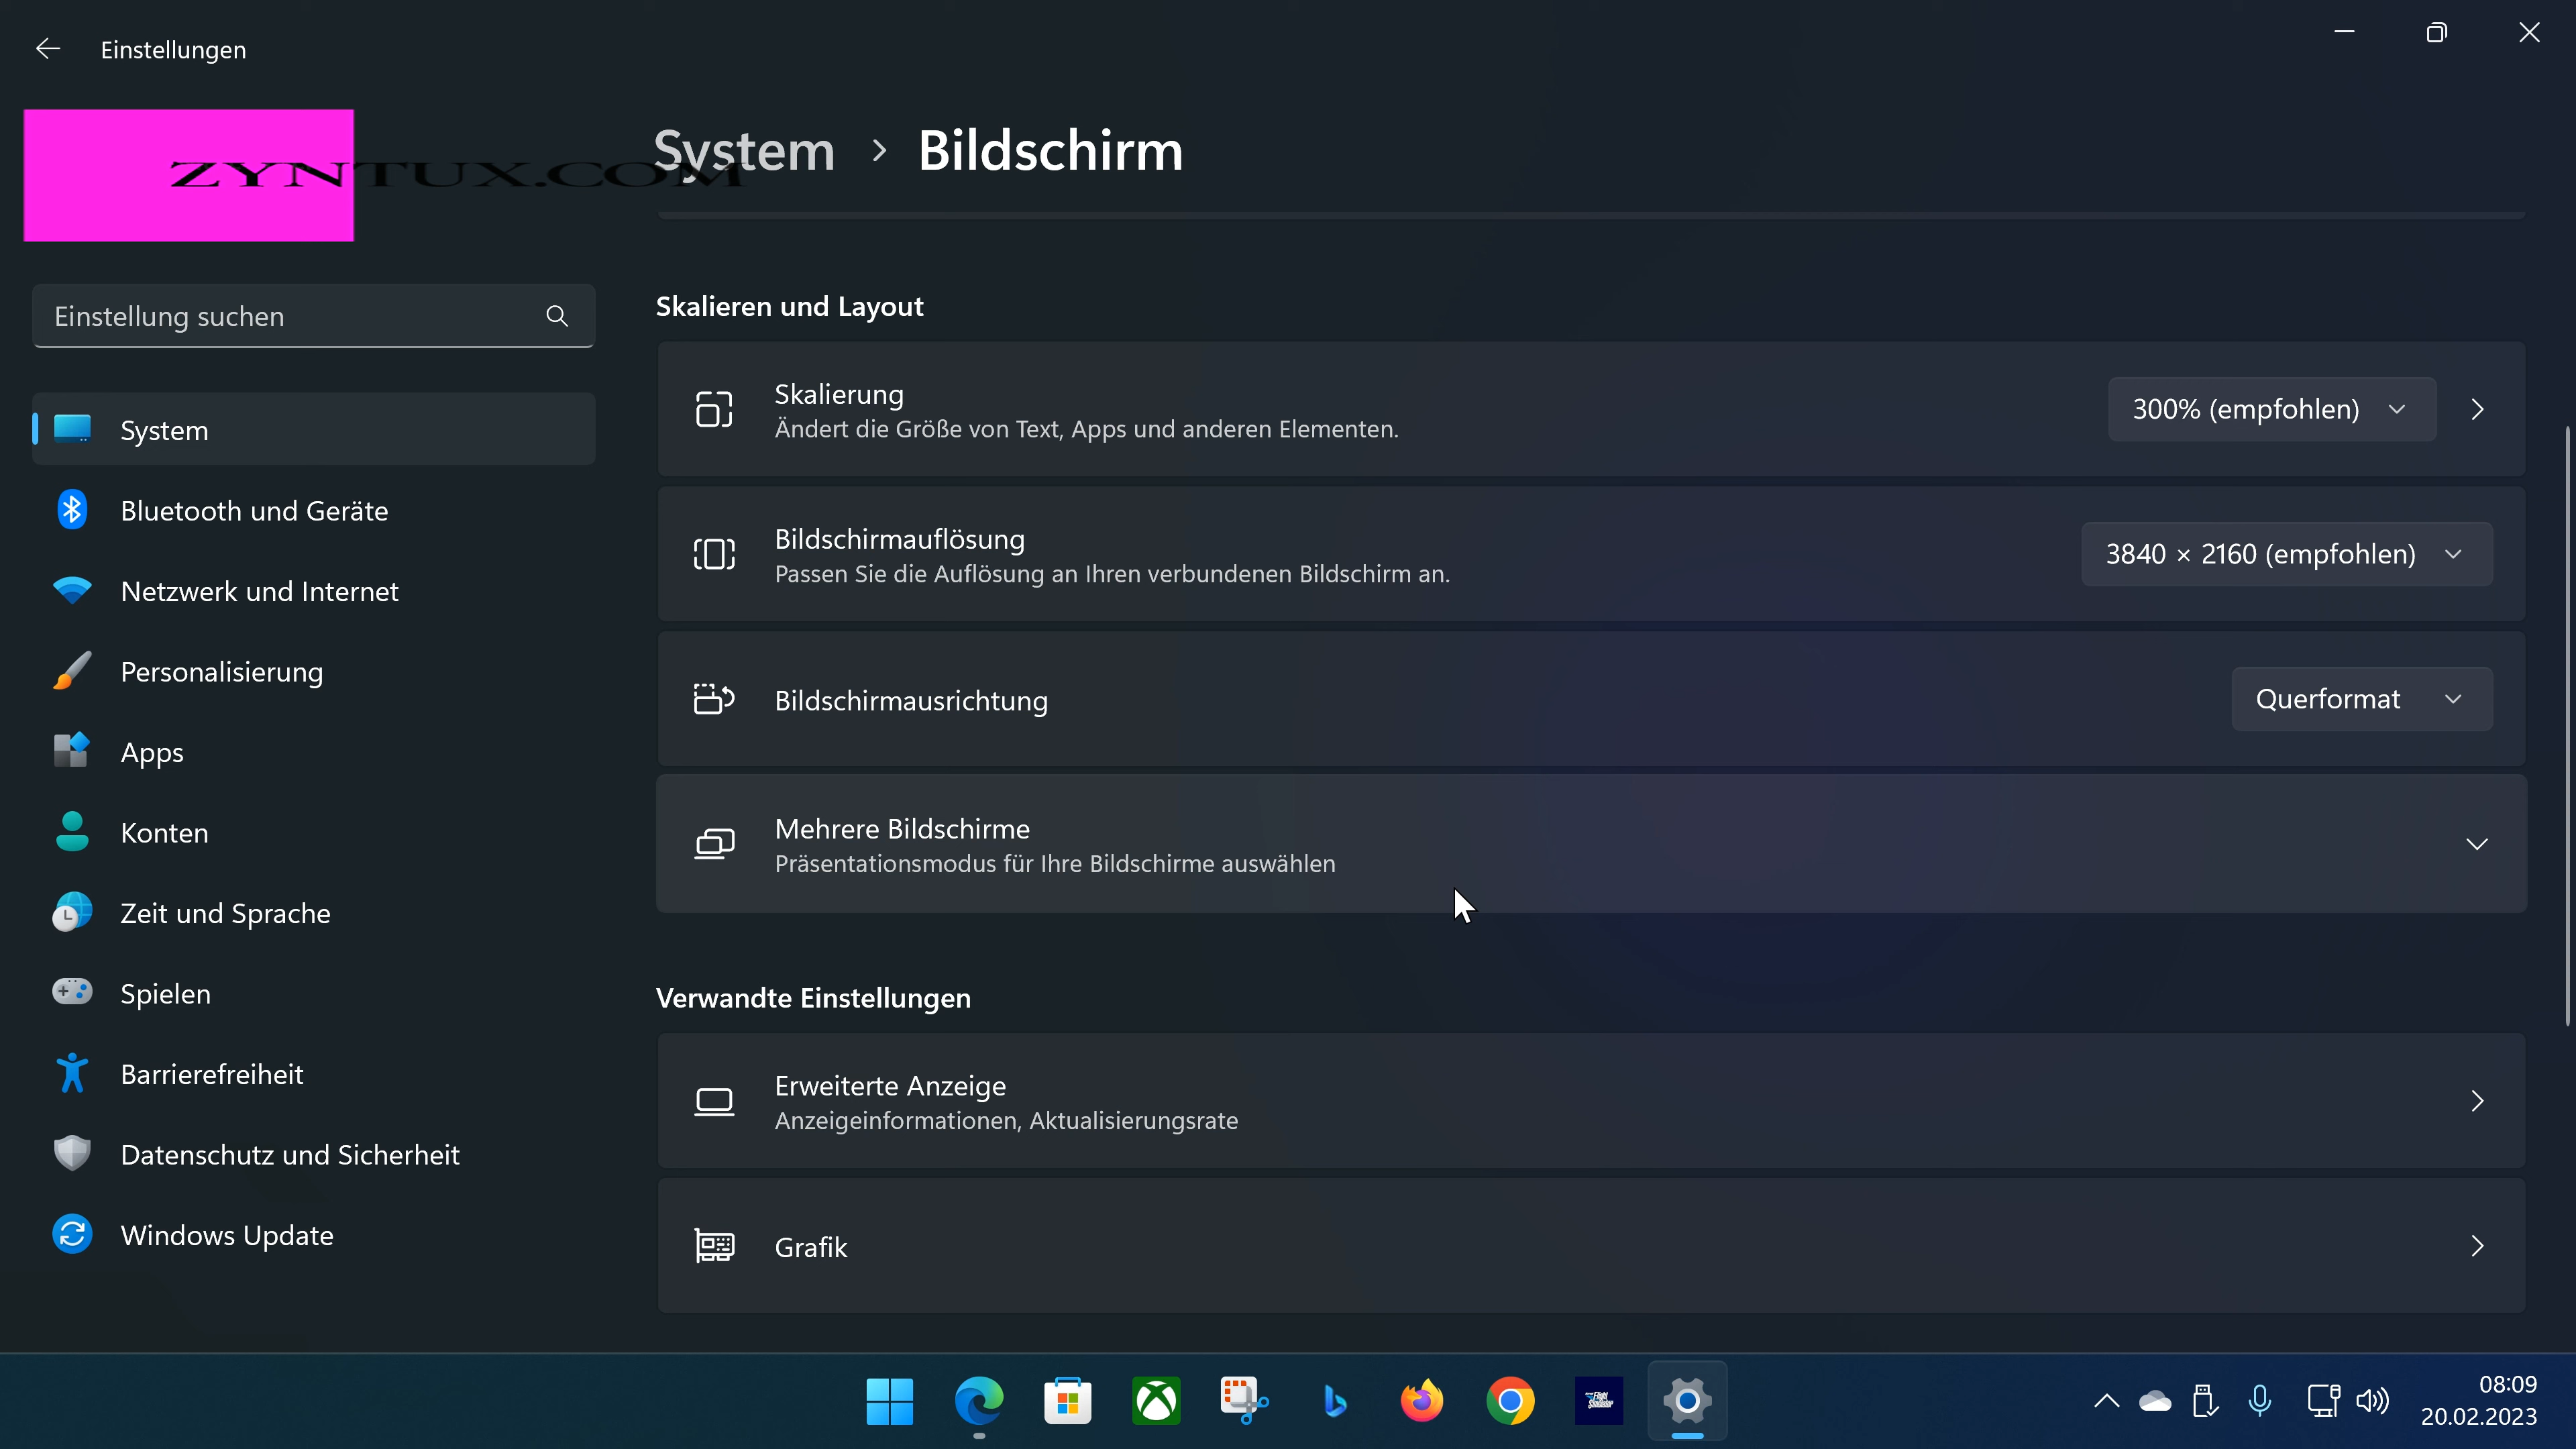 Einstellungen
ZYNTUX.COM
System > Bildschirm
Einstellung suchen
System
Bluetooth und Geräte
Netzwerk und Internet
Personalisierung
Apps
Konten
Zeit und Sprache
Spielen
Barrierefreiheit
Datenschutz und Sicherheit
Windows Update
Skalieren und Layout
Skalierung
Ändert die Größe von Text, Apps und anderen Elementen.
300% (empfohlen)
Bildschirmauflösung
Passen Sie die Auflösung an Ihren verbundenen Bildschirm an.
3840 × 2160 (empfohlen)
Bildschirmausrichtung
Querformat
Mehrere Bildschirme
Präsentationsmodus für Ihre Bildschirme auswählen
Verwandte Einstellungen
Erweiterte Anzeige
Anzeigeinformationen, Aktualisierungsrate
Grafik
Flight
Simulator
08:09
20.02.2023